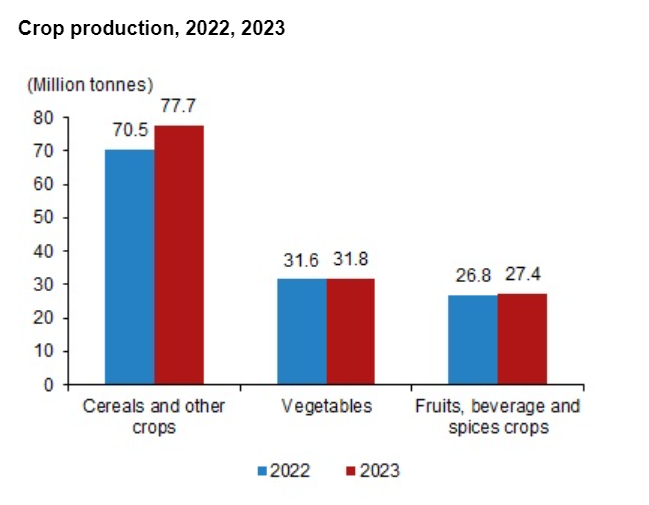 Crop production, 2022, 2023
(Million tonnes)
80
70
60
50
40
30
20
10
0
70.5
77.7
31.6
31.8
26.8
27.4
Cereals and other
crops
Vegetables
Fruits, beverage and
spices crops
2022
2023